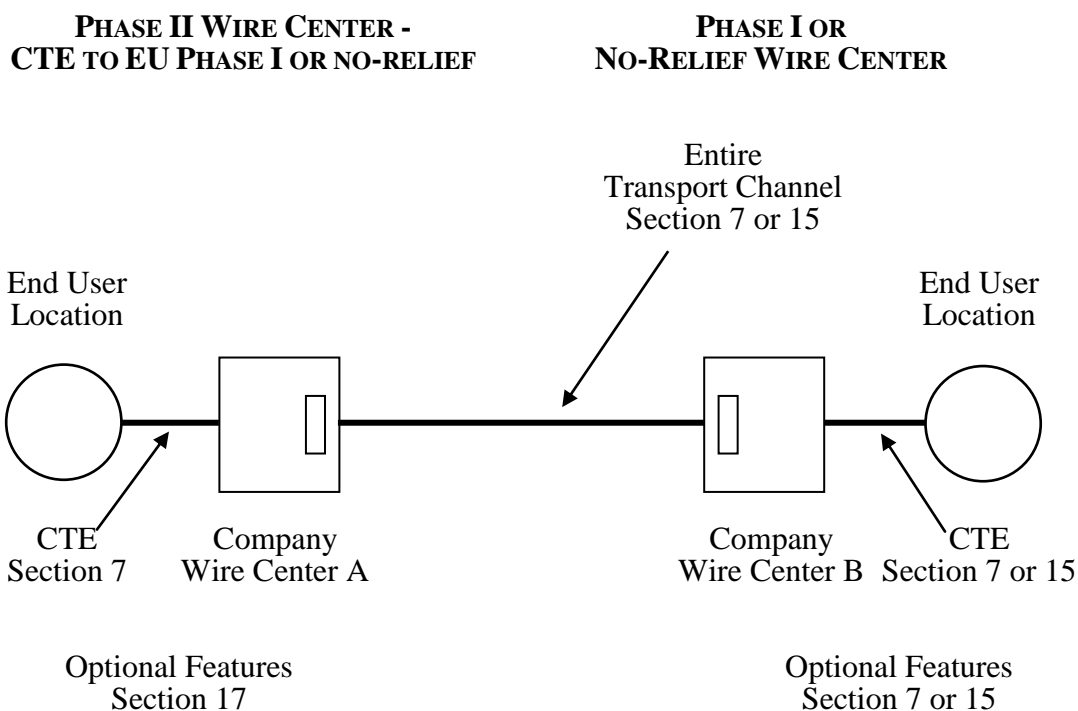 PHASE II WIRE CENTER -
CTE TO EU PHASE I OR NO-RELIEF
PHASE I OR
NO-RELIEF WIRE CENTER
Entire
Transport Channel
Section 7 or 15
End User
Location
End User
Location
CTE
Section 7
Company
Wire Center A
Company
Wire Center B
CTE
Section 7 or 15
Optional Features
Section 17
Optional Features
Section 7 or 15